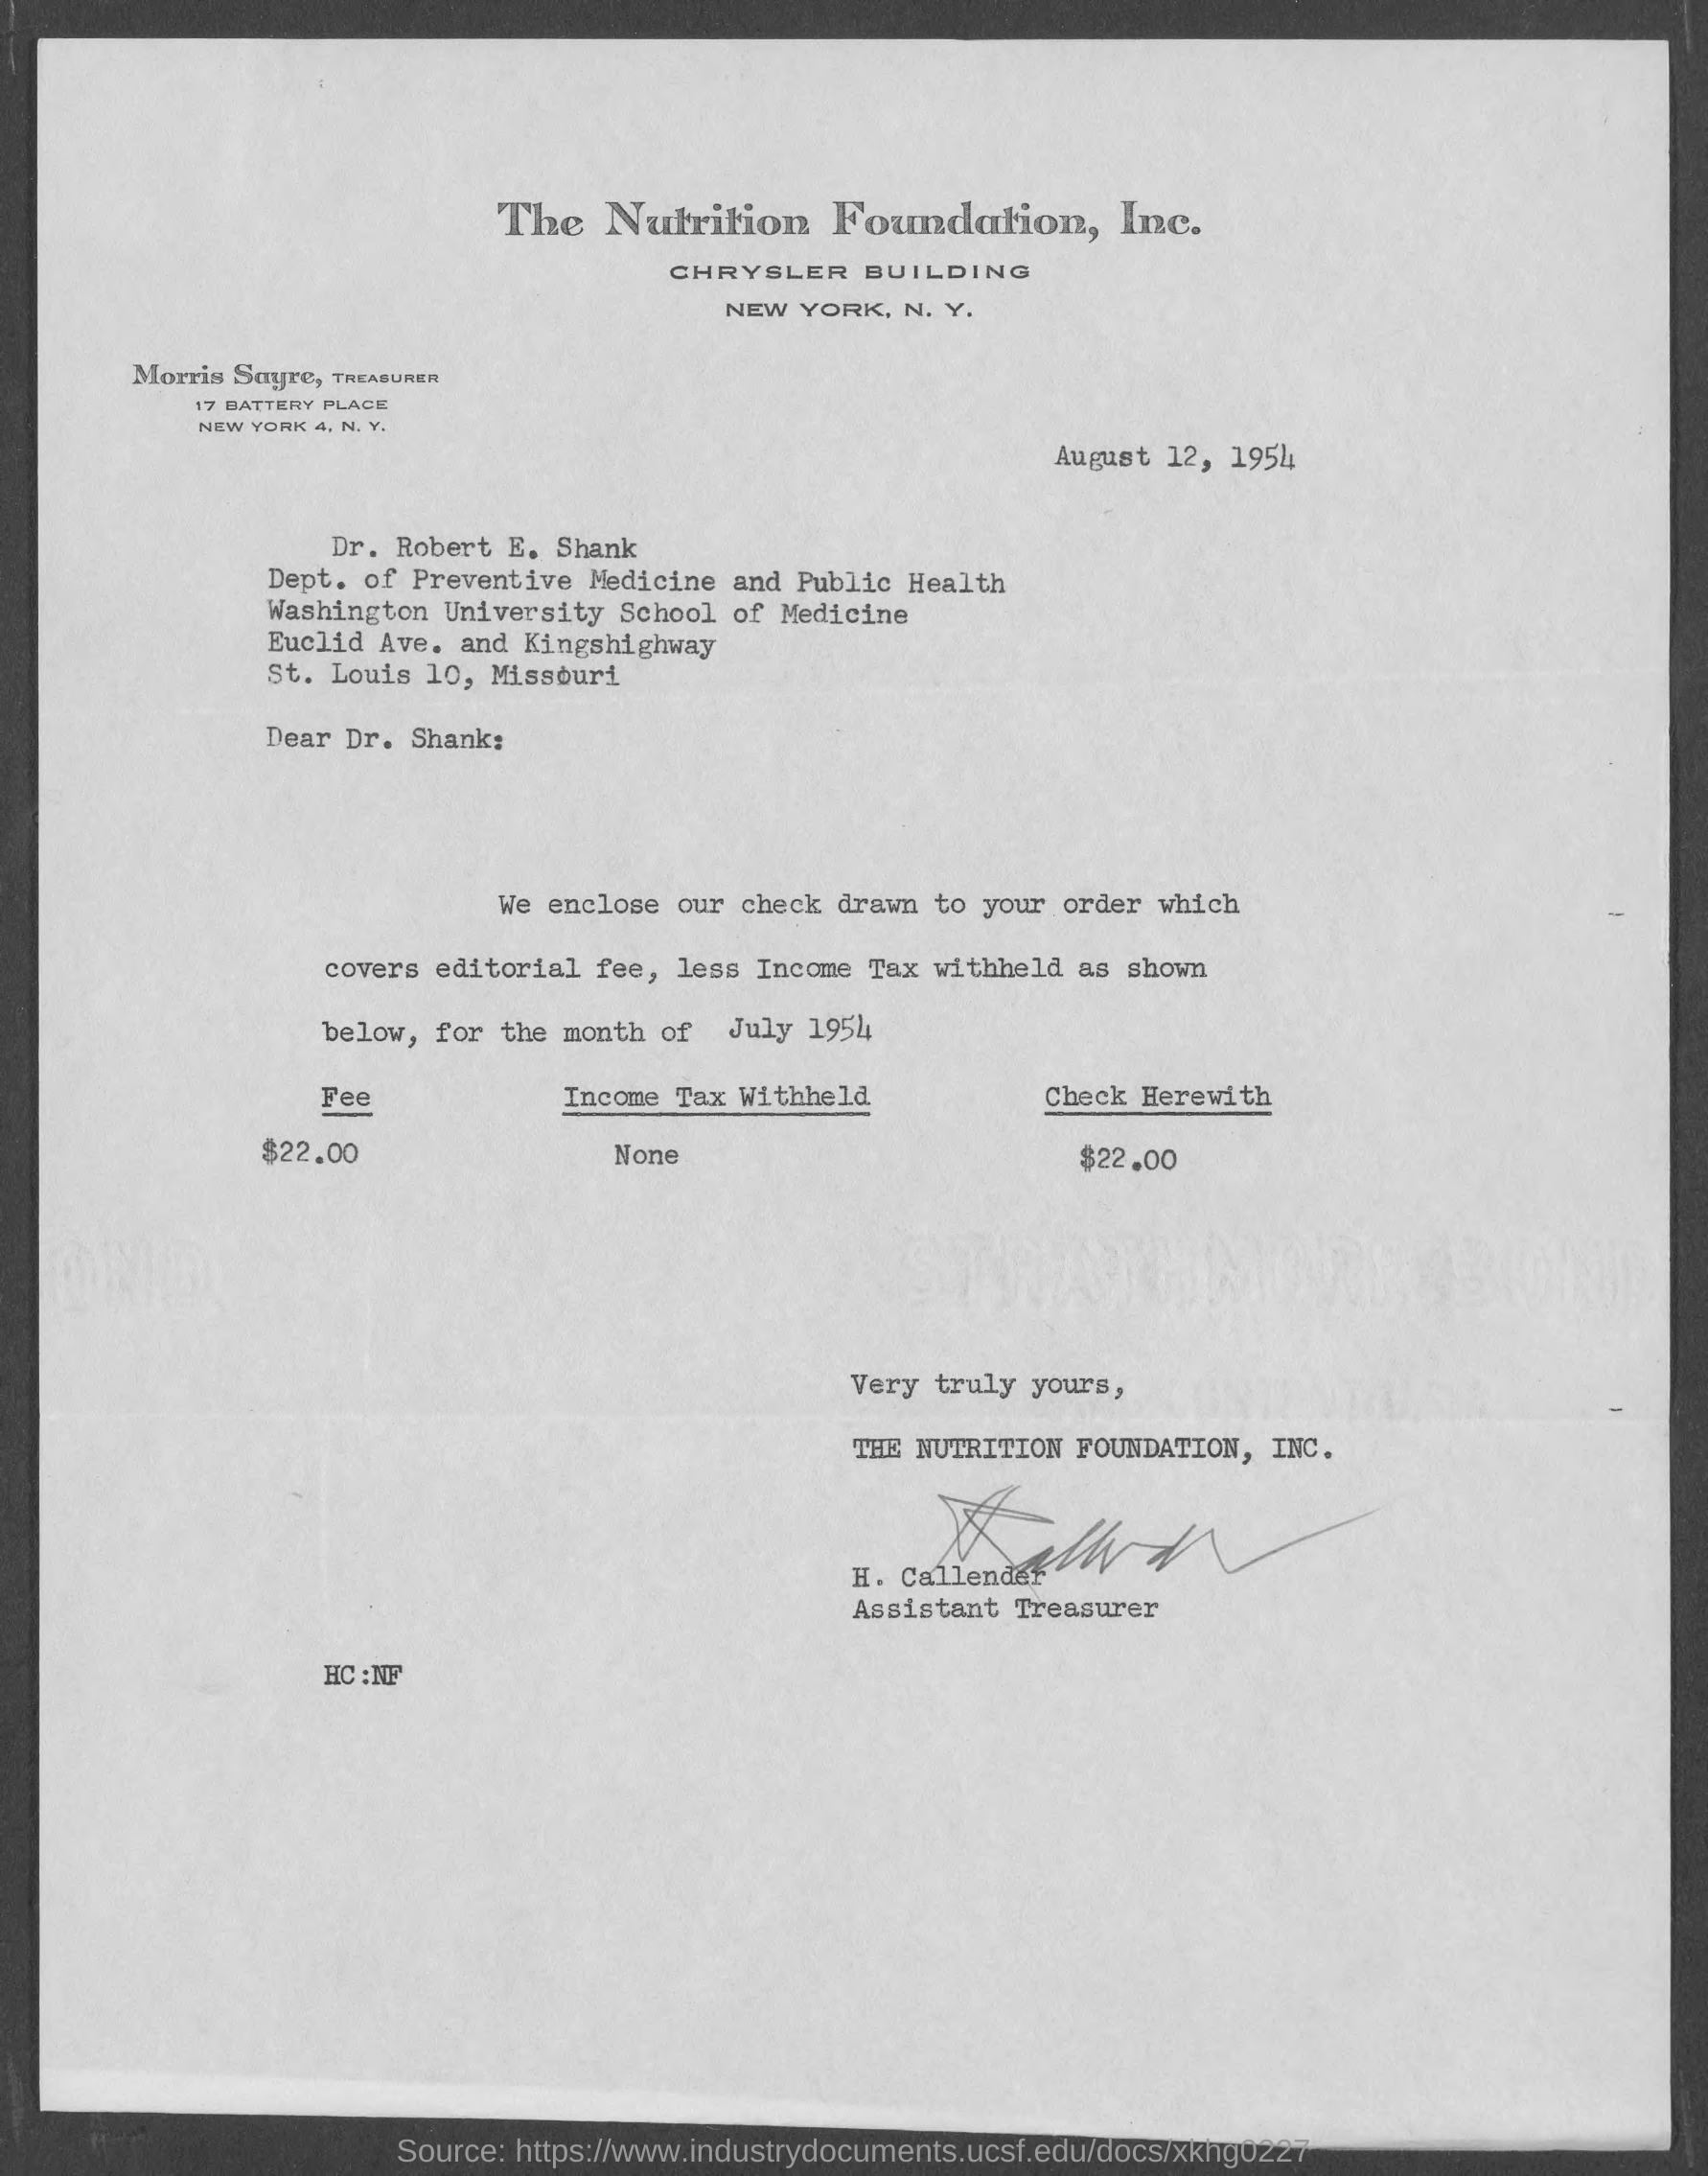 The Nutrition Foundation, Inc.
CHRYSLER BUILDING
NEW YORK, N. Y.
Morris Sayre, TREASURER
17 BATTERY PLACE
NEW YORK 4, N. Y.
August 12, 1954
Dr. Robert E. Shank
Dept. of Preventive Medicine and Public Health
Washington University School of Medicine
Euclid Ave. and Kingshighway
St. Louis 10, Missouri
Dear Dr. Shank:
We enclose our check drawn to your order which
covers editorial fee, less Income Tax withheld as shown
below, for the month of July 1954
Fee Income Tax Withheld Check Herewith
$22.00 None $22.00
Very truly yours,
THE NUTRITION FOUNDATION, INC.
H. Callender
Assistant Treasurer
HC:NF
Source: https://www.industrydocuments.ucsf.edu/docs/xkhg0227